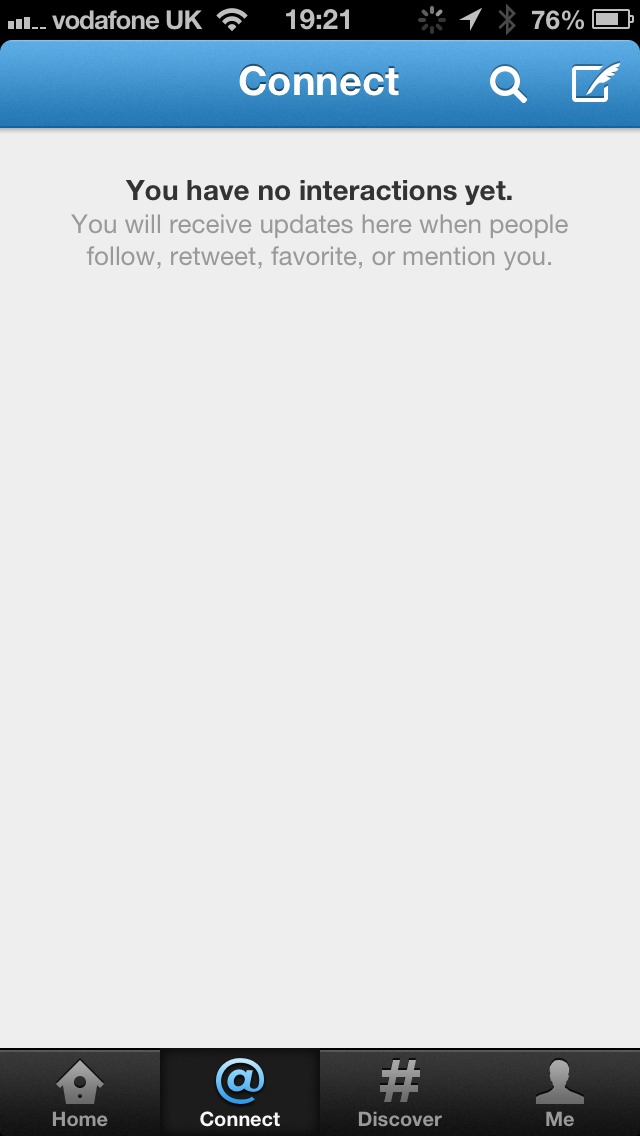 vodafone UK 19:21 76%
Connect
You have no interactions yet.
You will receive updates here when people
follow, retweet, favorite, or mention you.
@ #
Home Connect Discover Me